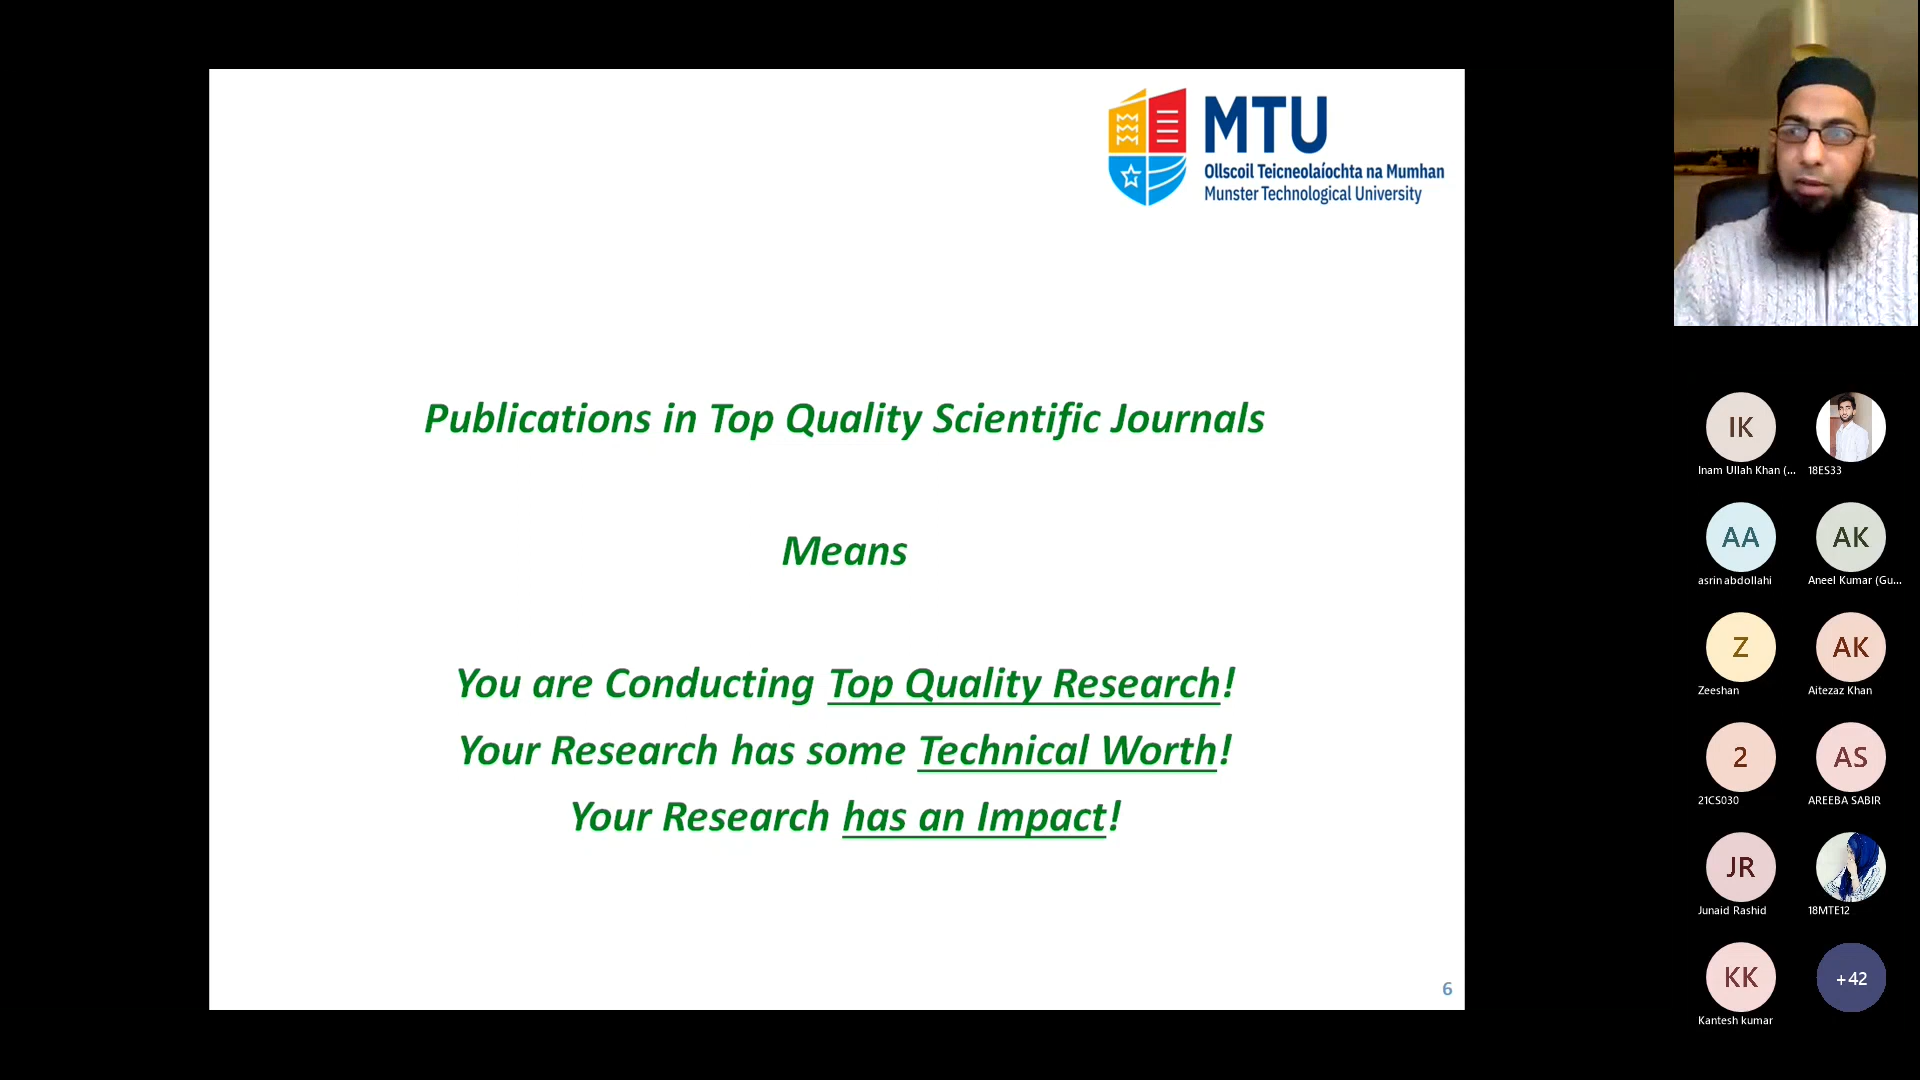 MTU
Ollscoil Teicneolaíochta na Mumhan
Munster Technological University
Publications in Top Quality Scientific Journals
Means
You are Conducting Top Quality Research!
Your Research has some Technical Worth!
Your Research has an Impact!
6
IK
Inam Ullah Khan (...
18ES33
AA
asrin abdollahi
AK
Aneel Kumar (Gu...
Z
Zeeshan
AK
Aitezaz Khan
2
21CS030
AS
AREEBA SABIR
JR
Junaid Rashid
18MTE12
KK
Kantesh kumar
+42